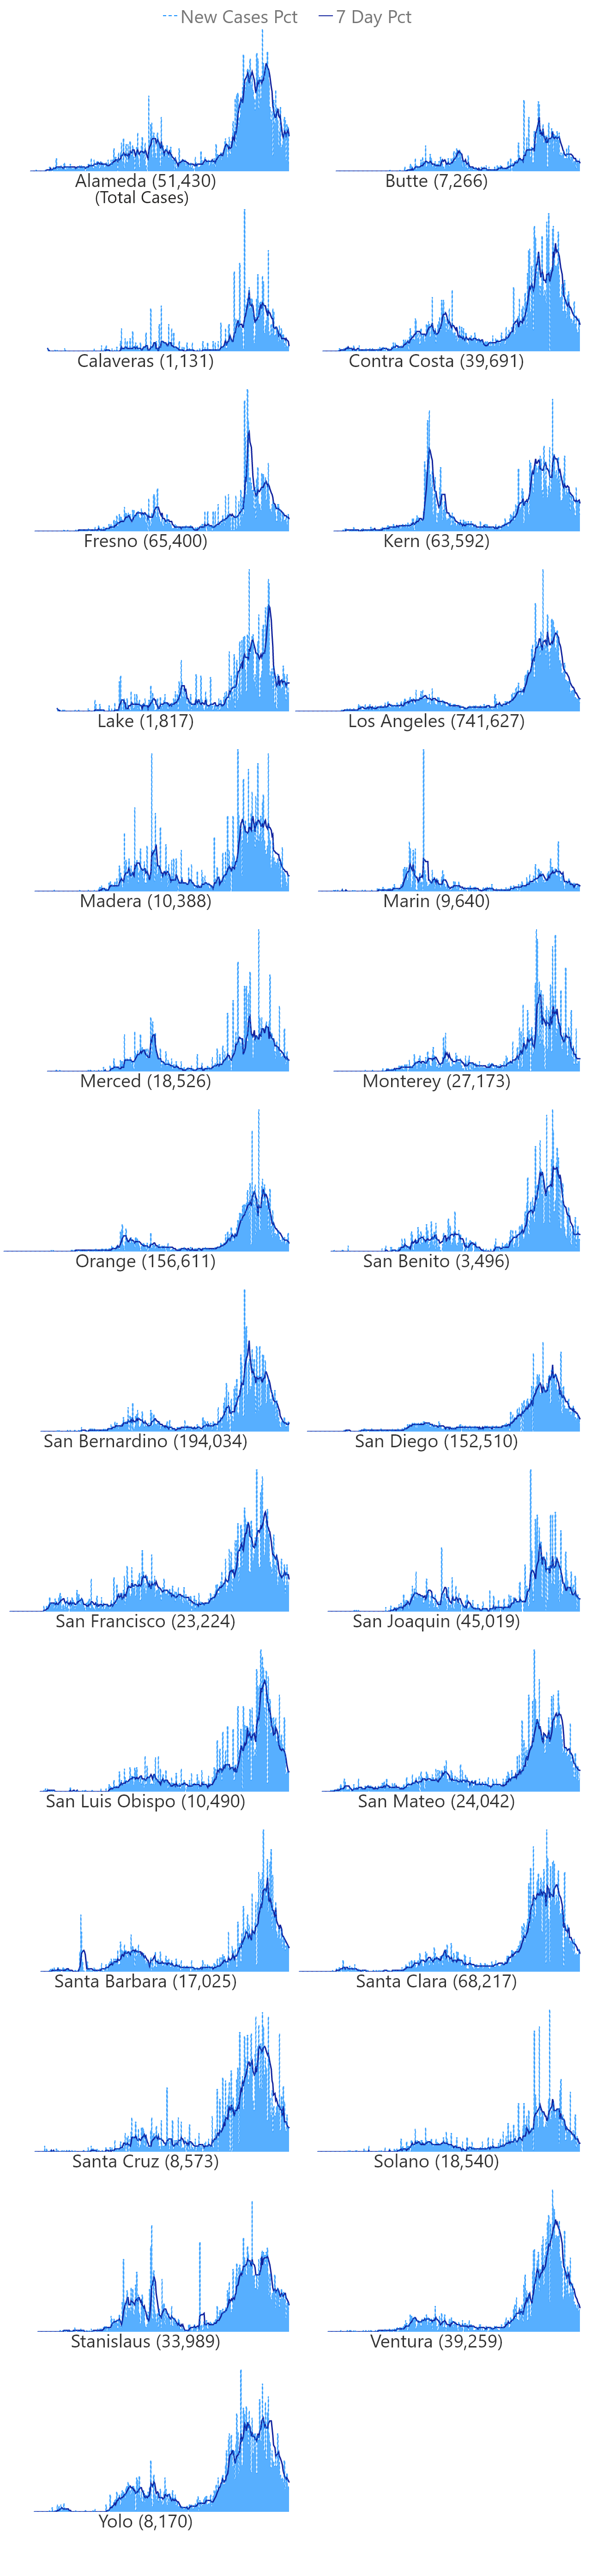 New Cases Pct 7 Day Pct
Alameda (51,430)
(Total Cases)
Butte (7,266)
Calaveras (1,131)
Contra Costa (39,691)
Fresno (65,400)
Kern (63,592)
Lake (1,817)
Los Angeles (741,627)
Madera (10,388)
Marin (9,640)
Merced (18,526)
Monterey (27,173)
Orange (156,611)
San Benito (3,496)
San Bernardino (194,034)
San Diego (152,510)
San Francisco (23,224)
San Joaquin (45,019)
San Luis Obispo (10,490)
San Mateo (24,042)
Santa Barbara (17,025)
Santa Clara (68,217)
Santa Cruz (8,573)
Solano (18,540)
Stanislaus (33,989)
Ventura (39,259)
Yolo (8,170)